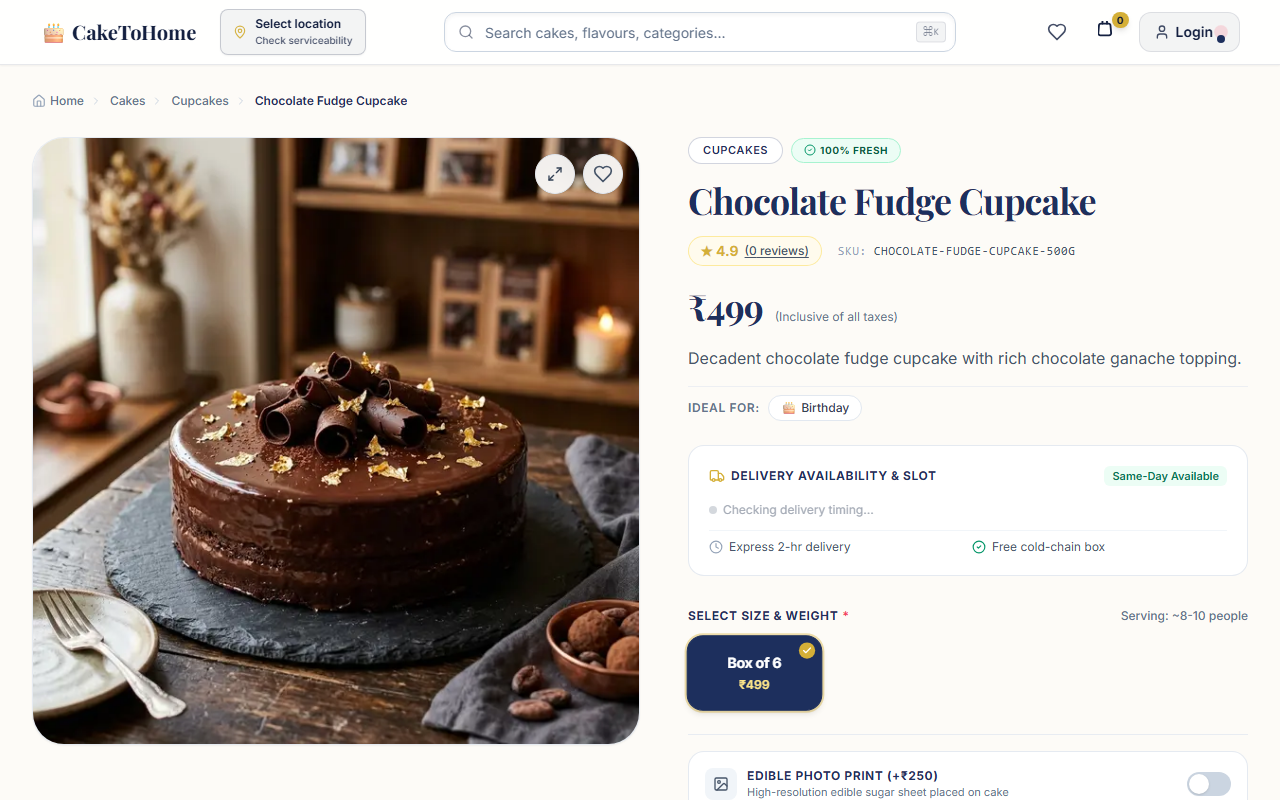 CakeToHome
Select location
Check serviceability
Search cakes, flavours, categories...
⌘K
0
Login
Home
Cakes
Cupcakes
Chocolate Fudge Cupcake
CUPCAKES
100% FRESH
Chocolate Fudge Cupcake
★ 4.9 (0 reviews)
SKU: CHOCOLATE-FUDGE-CUPCAKE-500G
₹499 (Inclusive of all taxes)
Decadent chocolate fudge cupcake with rich chocolate ganache topping.
IDEAL FOR: Birthday
DELIVERY AVAILABILITY & SLOT
Same-Day Available
Checking delivery timing...
Express 2-hr delivery
Free cold-chain box
SELECT SIZE & WEIGHT *
Serving: ~8-10 people
Box of 6
₹499
EDIBLE PHOTO PRINT (+₹250)
High-resolution edible sugar sheet placed on cake